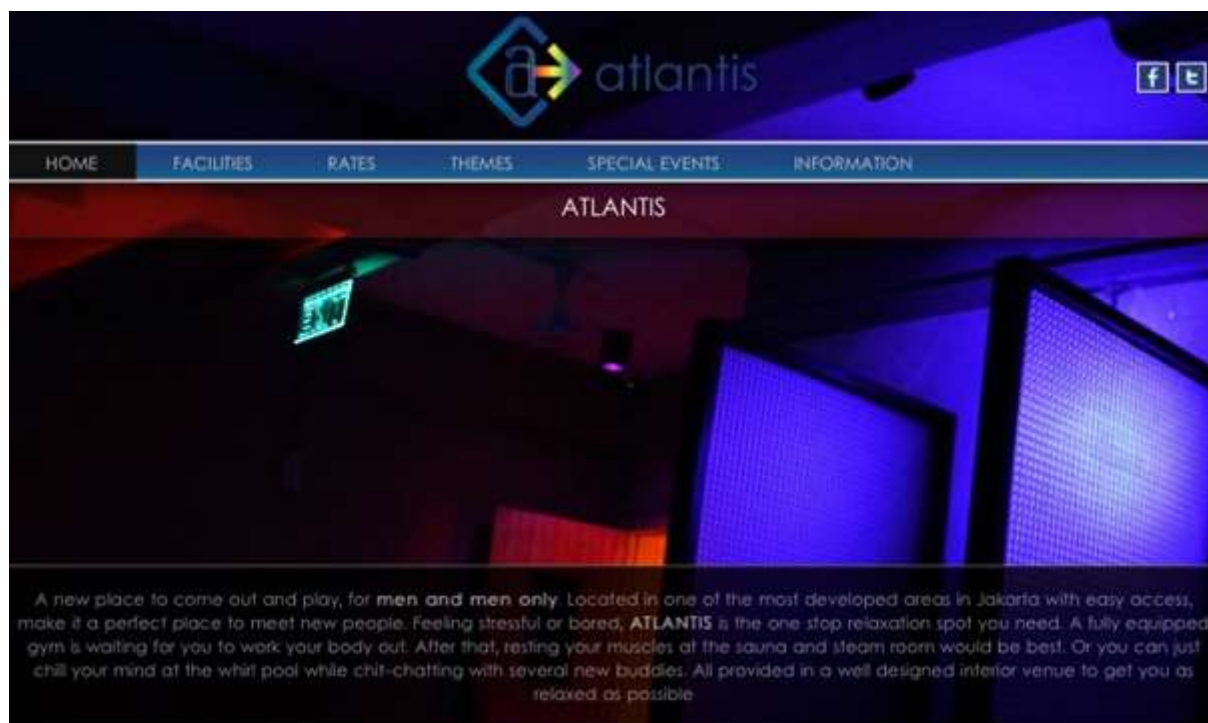 a atlantis
f t
HOME FACILITIES RATES THEMES SPECIAL EVENTS INFORMATION
ATLANTIS
A new place to come out and play, for men and men only. Located in one of the most developed areas in Jakarta with easy access,
make it a perfect place to meet new people. Feeling stressful or bored, ATLANTIS is the one stop relaxation spot you need. A fully equipped
gym is waiting for you to work your body out. After that, resting your muscles at the sauna and steam room would be best. Or you can just
chill your mind at the whirl pool while chit-chatting with several new buddies. All provided in a well designed interior venue to get you as
relaxed as possible